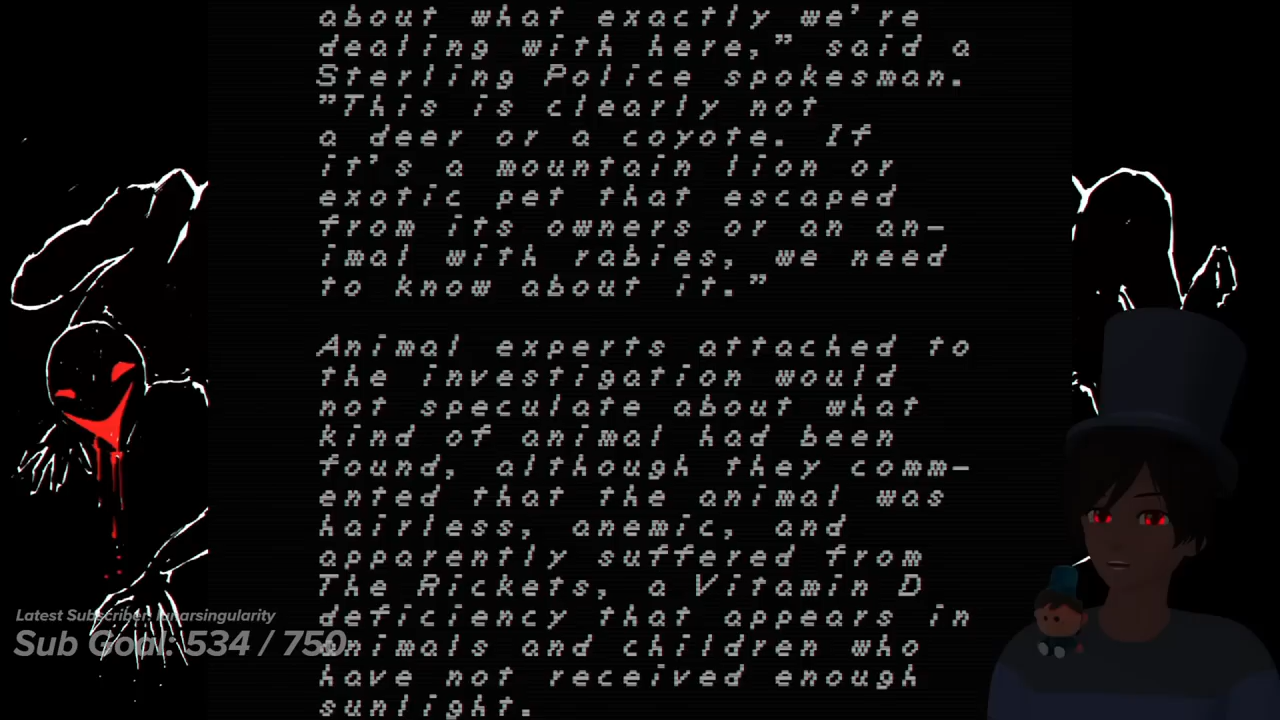 about what exactly we're
dealing with here," said a
Sterling Police spokesman.
"This is clearly not
a deer or a coyote. If
it's a mountain lion or
exotic pet that escaped
from its owners or an an-
imal with rabies, we need
to know about it."
Animal experts attached to
the investigation would
not speculate about what
kind of animal had been
found, although they comm-
ented that the animal was
hairless, anemic, and
apparently suffered from
The Rickets, a Vitamin D
deficiency that appears in
animals and children who
have not received enough
sunlight.
Latest Subscriber: lunarsingularity
Sub Goal: 534 / 750